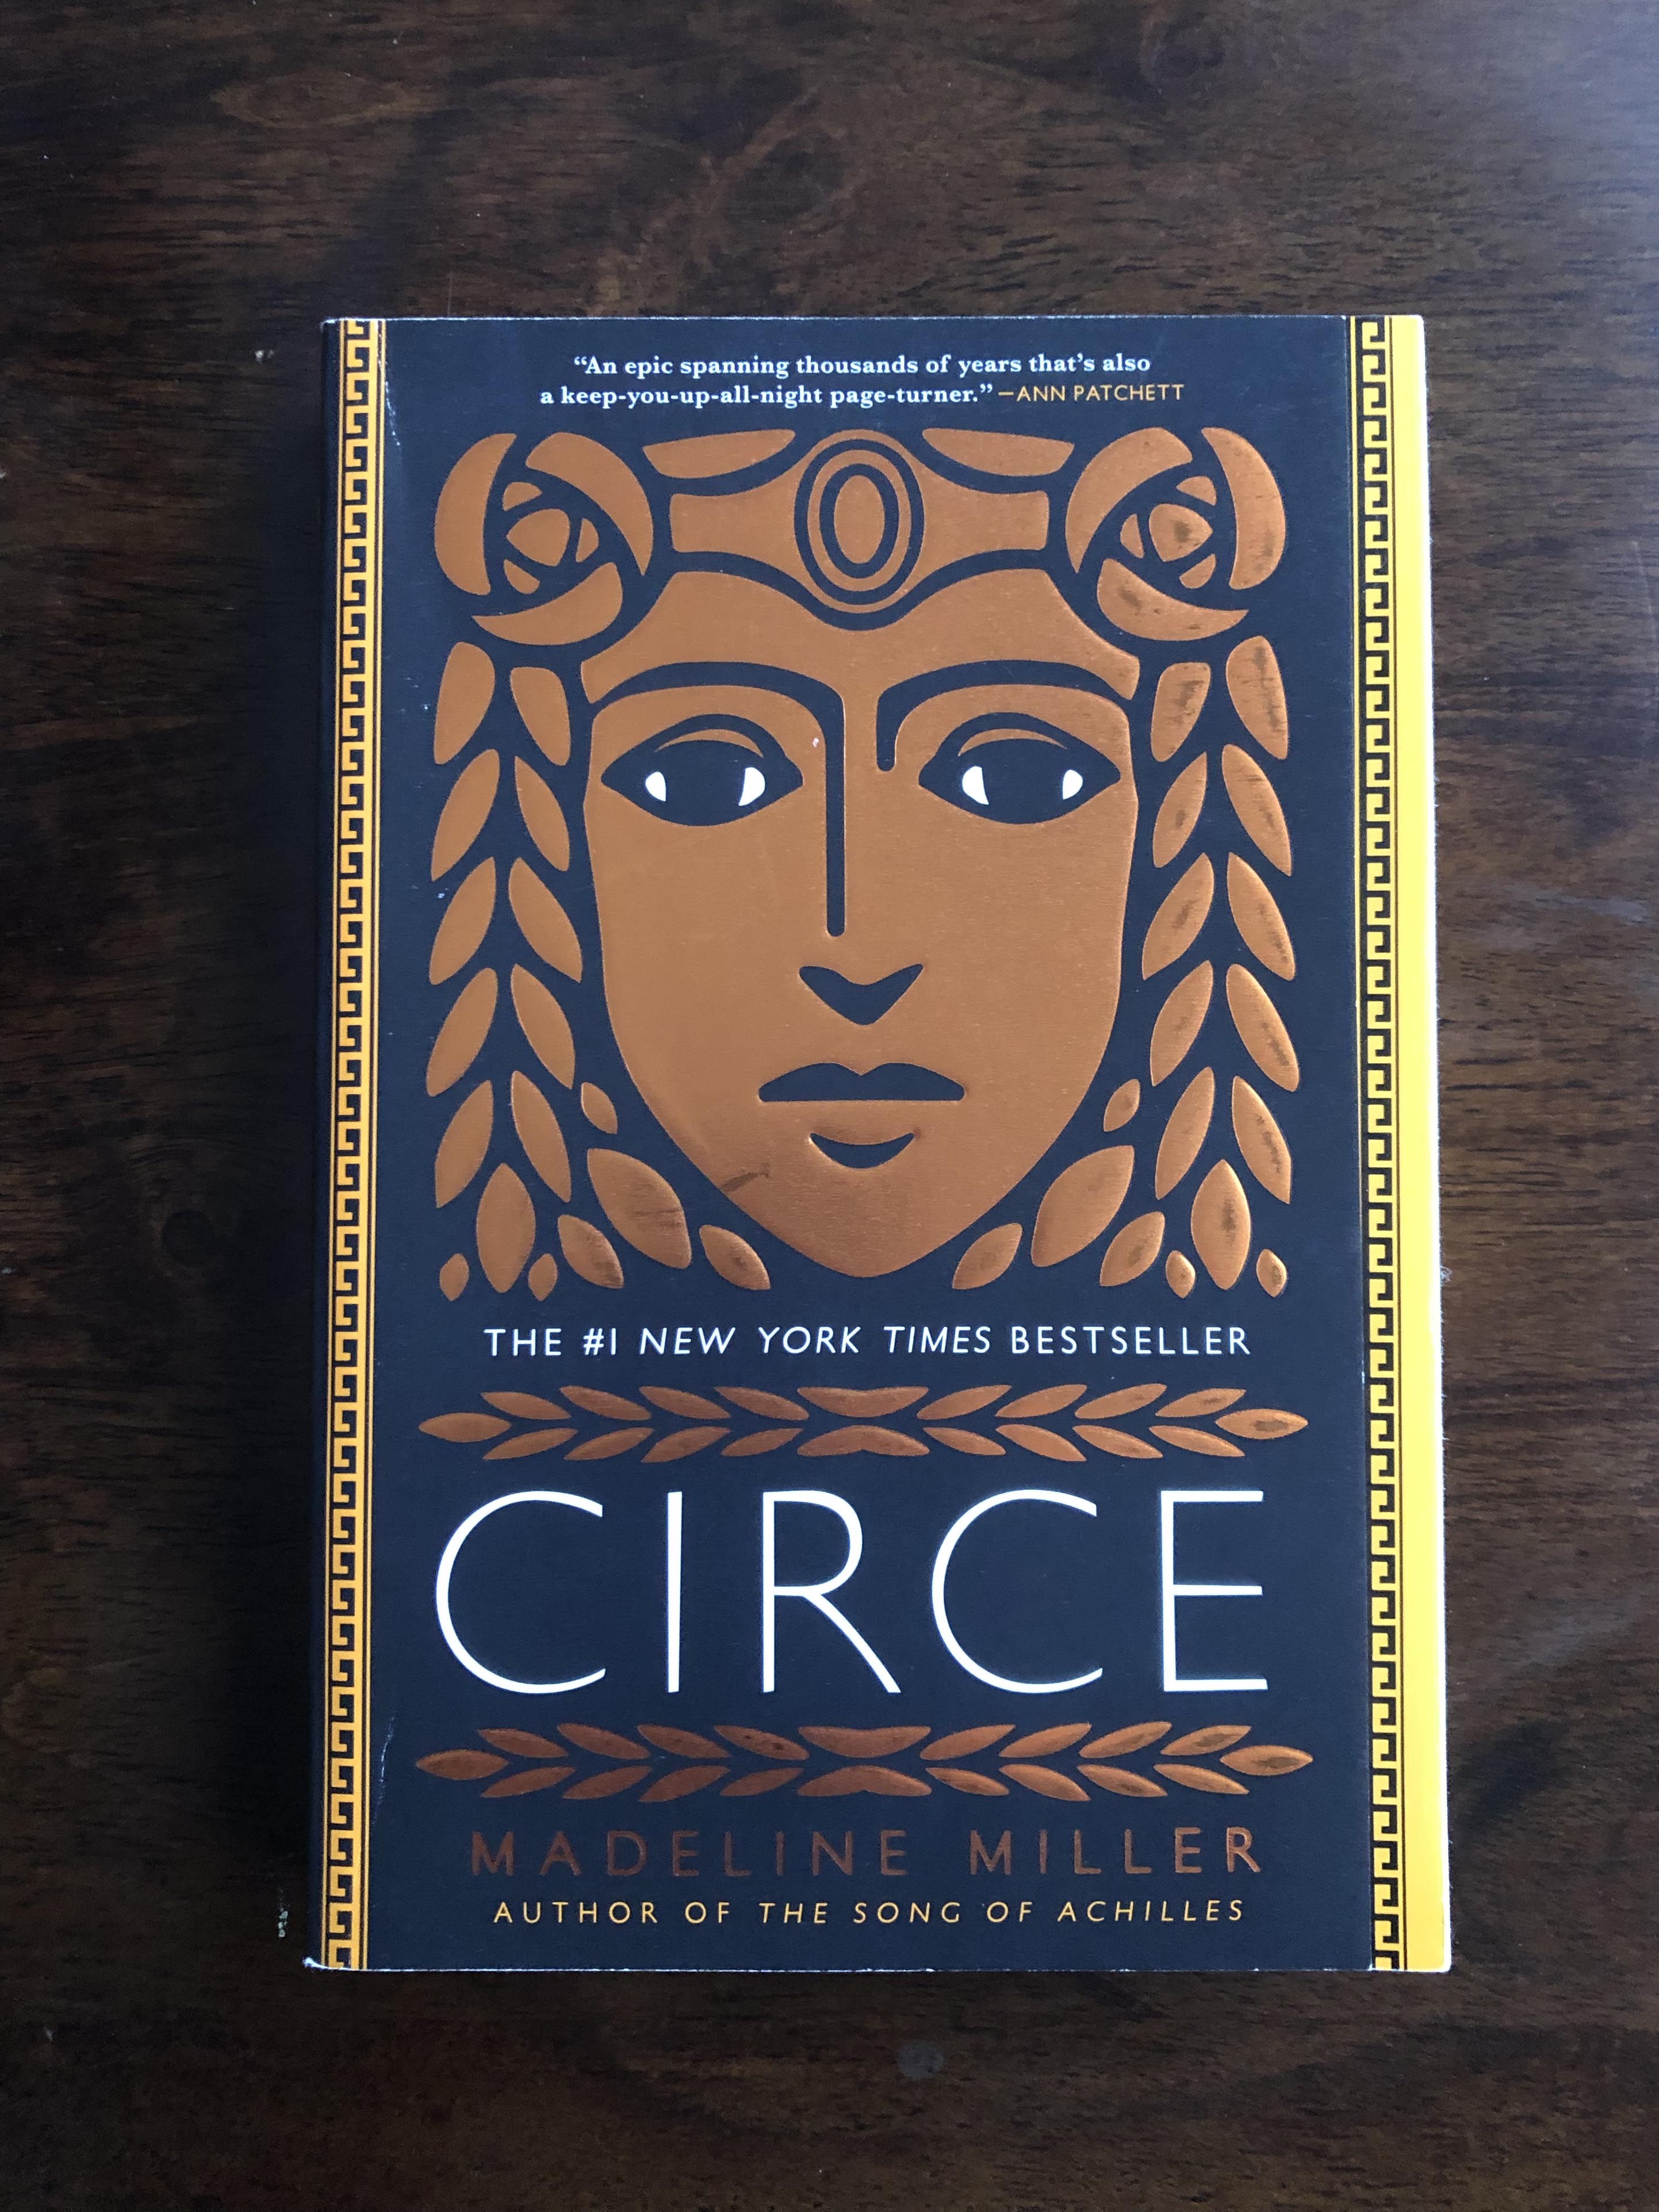 “An epic spanning thousands of years that’s also
a keep-you-up-all-night page-turner.” —ANN PATCHETT
THE #1 NEW YORK TIMES BESTSELLER
CIRCE
MADELINE MILLER
AUTHOR OF THE SONG OF ACHILLES